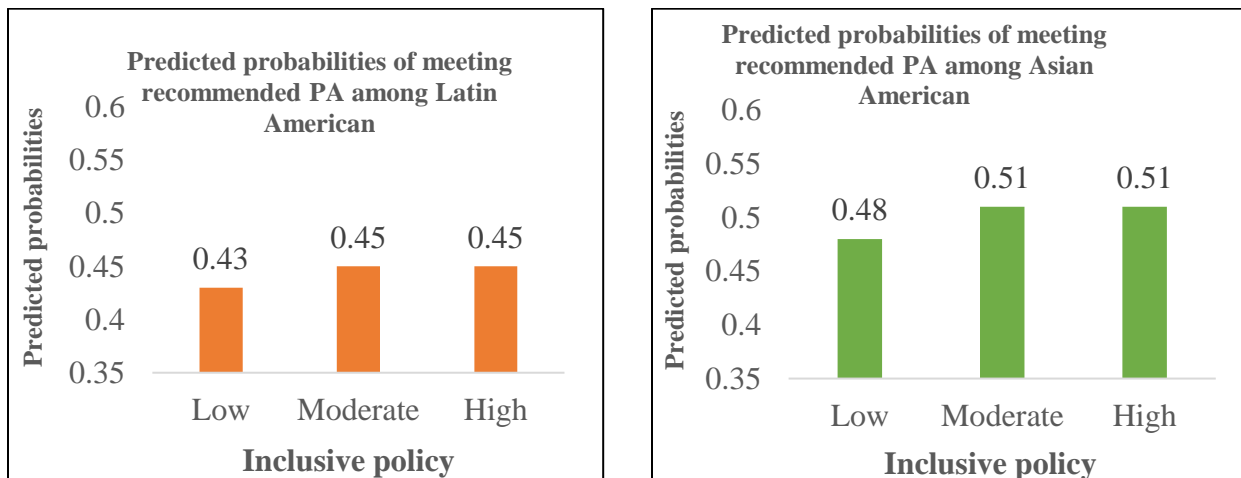 Predicted probabilities of meeting
recommended PA among Latin
American
Predicted probabilities
0.6
0.55
0.5
0.45
0.4
0.35
0.43
0.45
0.45
Low
Moderate
High
Inclusive policy
Predicted probabilities of meeting
recommended PA among Asian
American
Predicted probabilities
0.6
0.55
0.5
0.45
0.4
0.35
0.48
0.51
0.51
Low
Moderate
High
Inclusive policy